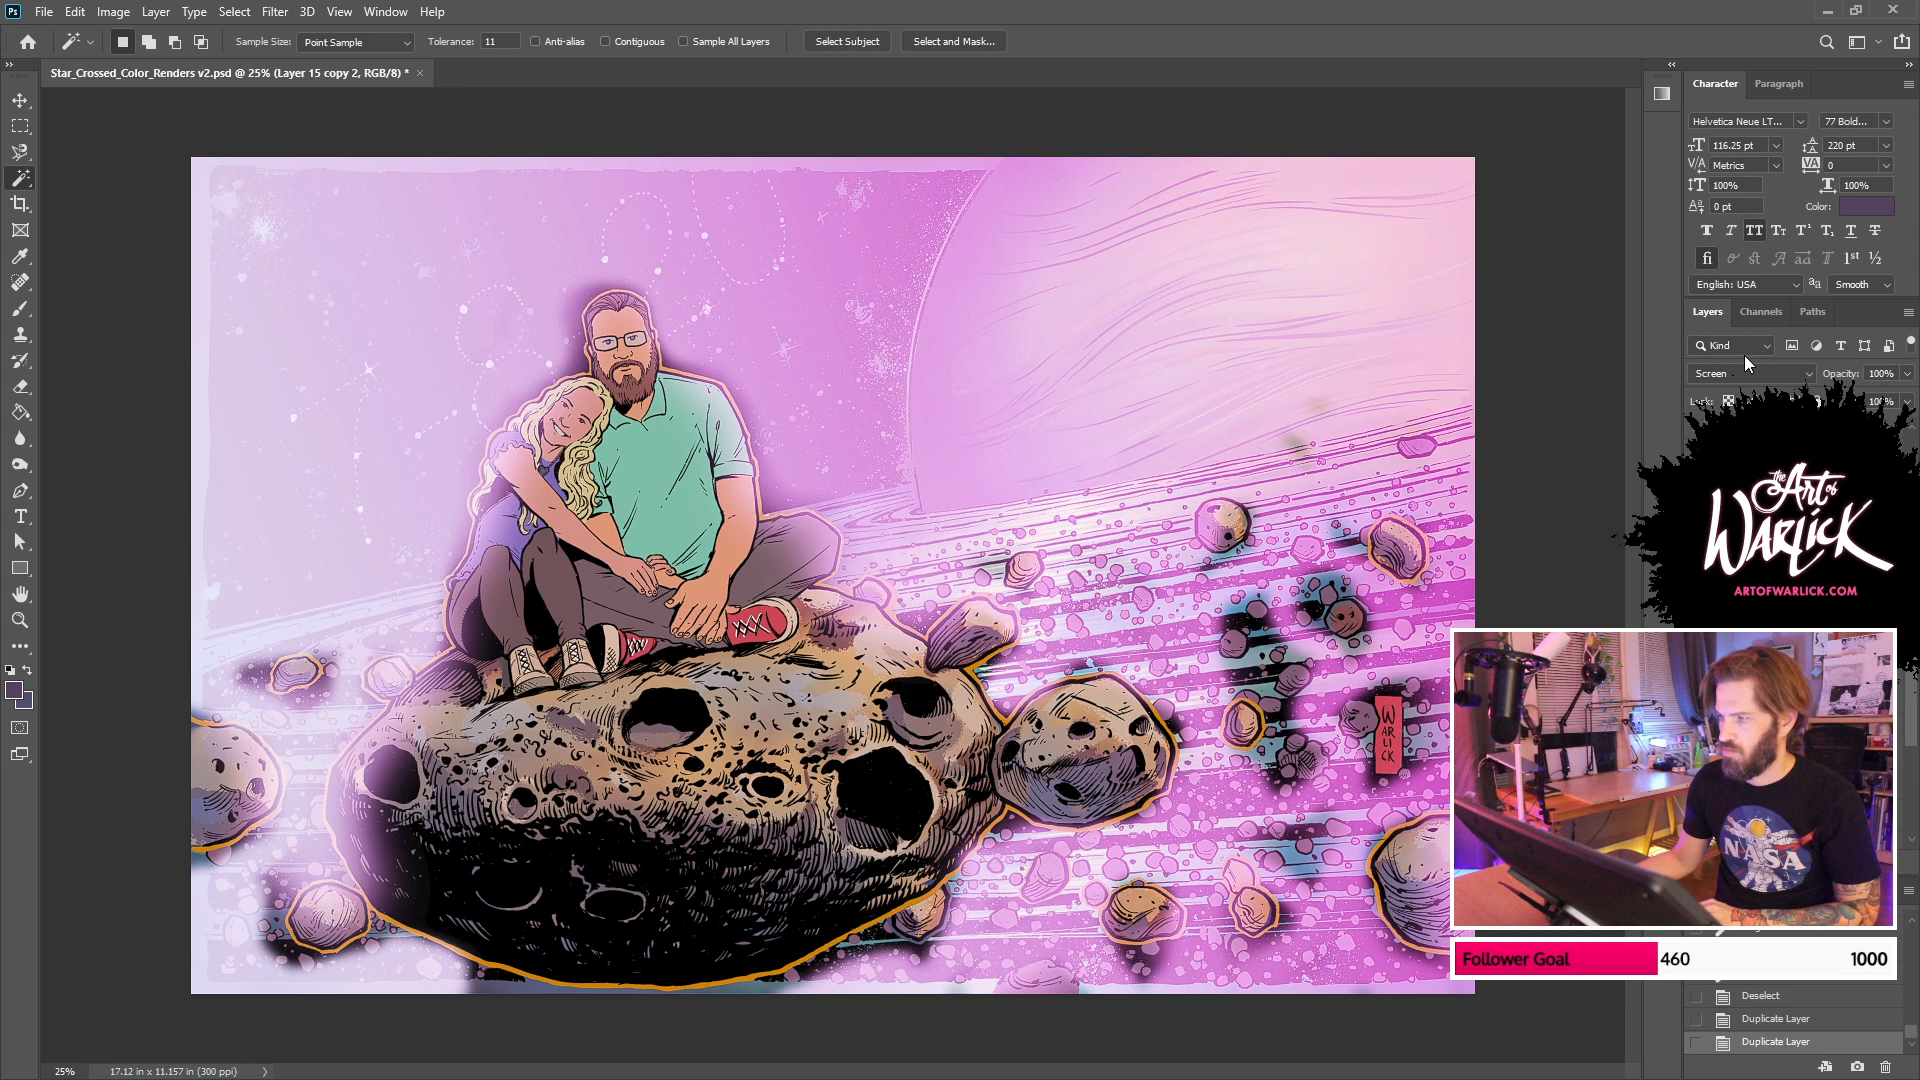 Ps File Edit Image Layer Type Select Filter 3D View Window Help
Sample Size: Point Sample Tolerance: 11 Anti-alias Contiguous Sample All Layers Select Subject Select and Mask...
Star_Crossed_Color_Renders v2.psd @ 25% (Layer 15 copy 2, RGB/8) * ×
Character Paragraph
Helvetica Neue LT... 77 Bold...
116.25 pt 220 pt
Metrics 0
100% 100%
0 pt Color:
English: USA Smooth
Layers Channels Paths
Kind
Screen Opacity: 100%
Lock: 100%
the Art of
WARLICK
ARTOFWARLICK.COM
WARLICK
NASA
Follower Goal 460 1000
Deselect
Duplicate Layer
Duplicate Layer
25% 17.12 in x 11.157 in (300 ppi)